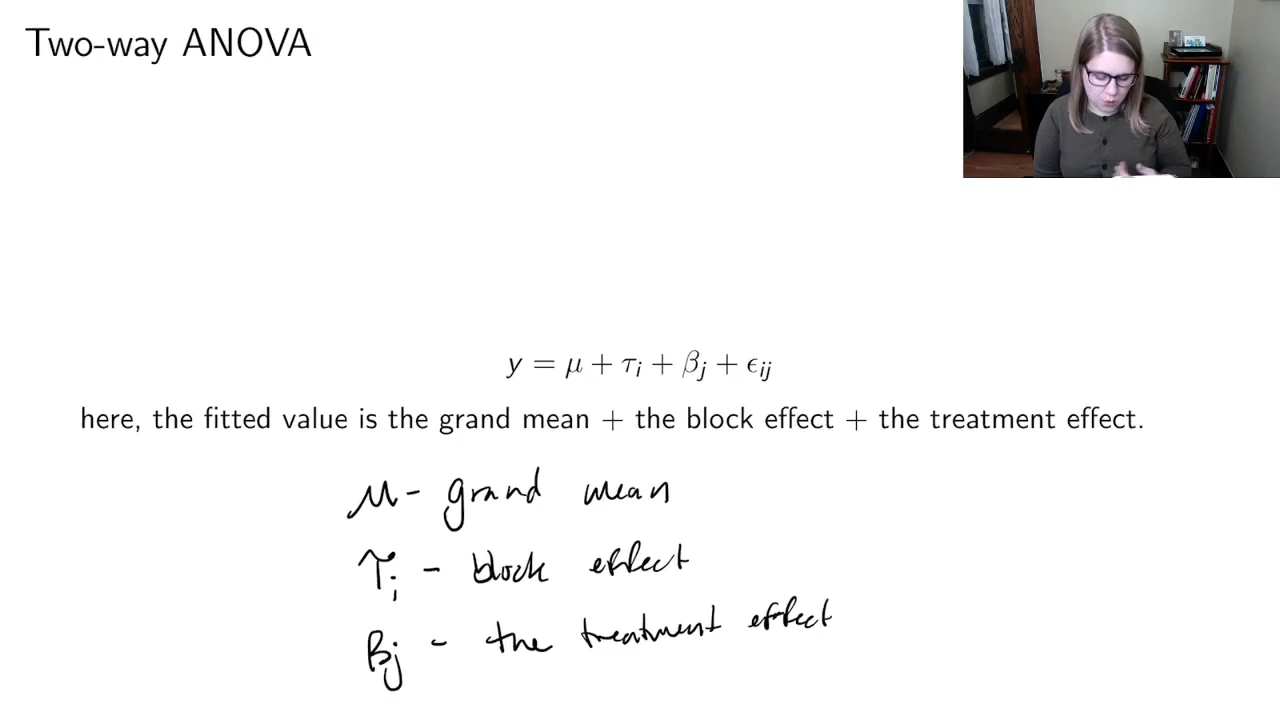 Two-way ANOVA
y = μ + τᵢ + βⱼ + ϵᵢⱼ
here, the fitted value is the grand mean + the block effect + the treatment effect.
μ - grand mean
τᵢ - block effect
βⱼ - the treatment effect